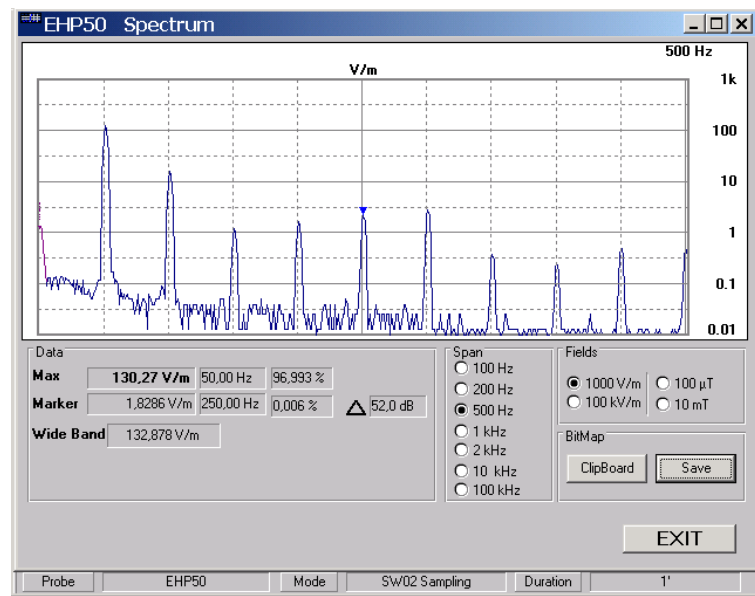 EHP50 Spectrum
500 Hz
V/m
1k
100
10
1
0.1
0.01
Data
Max 130,27 V/m 50,00 Hz 96,993 %
Marker 1,8286 V/m 250,00 Hz 0,006 % 52,0 dB
Wide Band 132,878 V/m
Span
100 Hz
200 Hz
500 Hz
1 kHz
2 kHz
10 kHz
100 kHz
Fields
1000 V/m 100 µT
100 kV/m 10 mT
BitMap
ClipBoard Save
EXIT
Probe EHP50 Mode SW02 Sampling Duration 1'